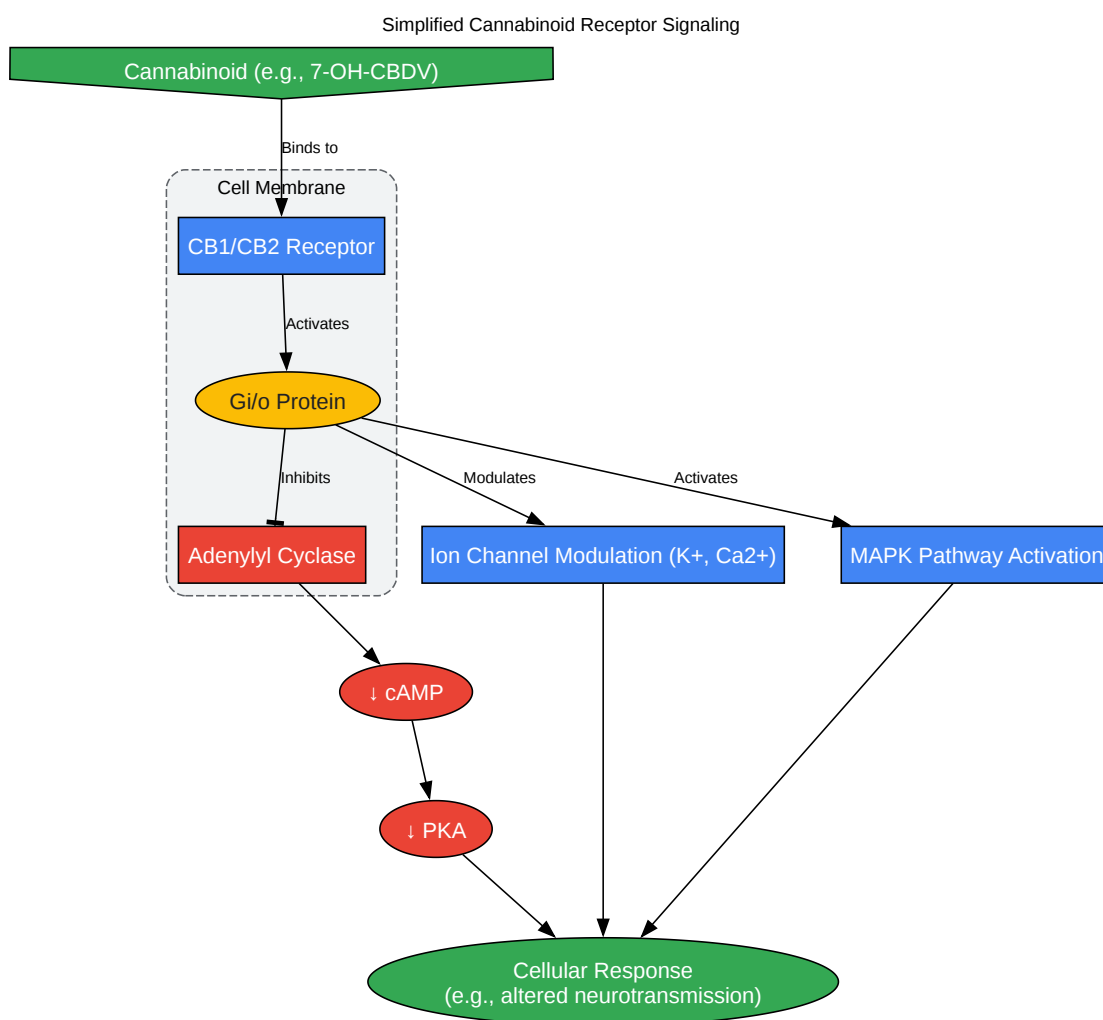 Simplified Cannabinoid Receptor Signaling
Cannabinoid (e.g., 7-OH-CBDV)
Binds to
Cell Membrane
CB1/CB2 Receptor
Activates
Gi/o Protein
Inhibits
Modulates
Activates
Adenylyl Cyclase
Ion Channel Modulation (K+, Ca2+)
MAPK Pathway Activation
↓ cAMP
↓ PKA
Cellular Response
(e.g., altered neurotransmission)